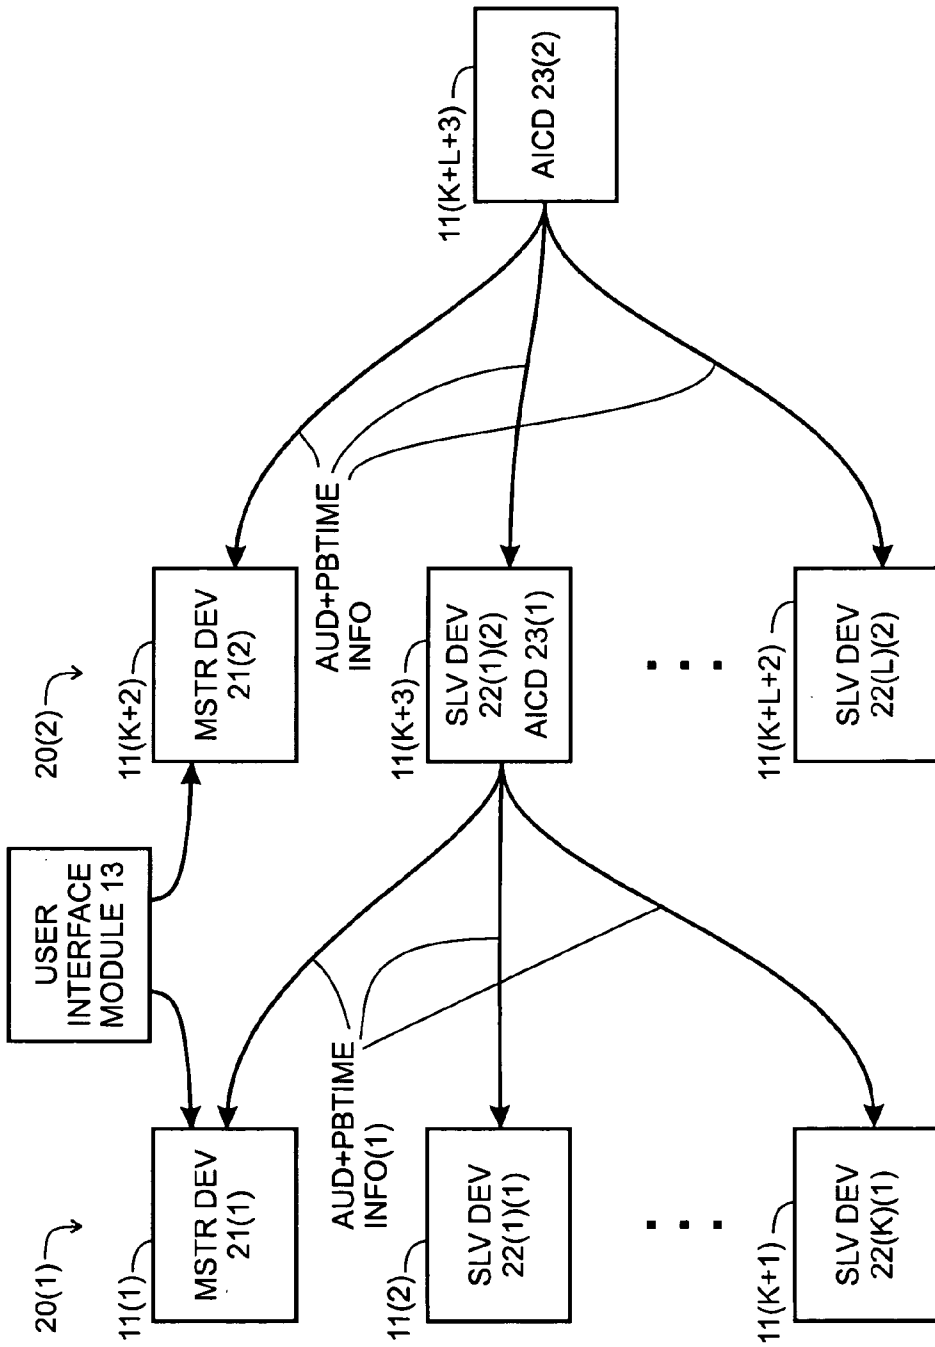 20(1)
20(2)
USER
INTERFACE
MODULE 13
11(1)
MSTR DEV
21(1)
11(K+2)
MSTR DEV
21(2)
AUD+PBTIME
INFO(1)
AUD+PBTIME
INFO
11(2)
SLV DEV
22(1)(1)
11(K+3)
SLV DEV
22(1)(2)
AICD 23(1)
11(K+L+3)
AICD 23(2)
11(K+1)
SLV DEV
22(K)(1)
11(K+L+2)
SLV DEV
22(L)(2)